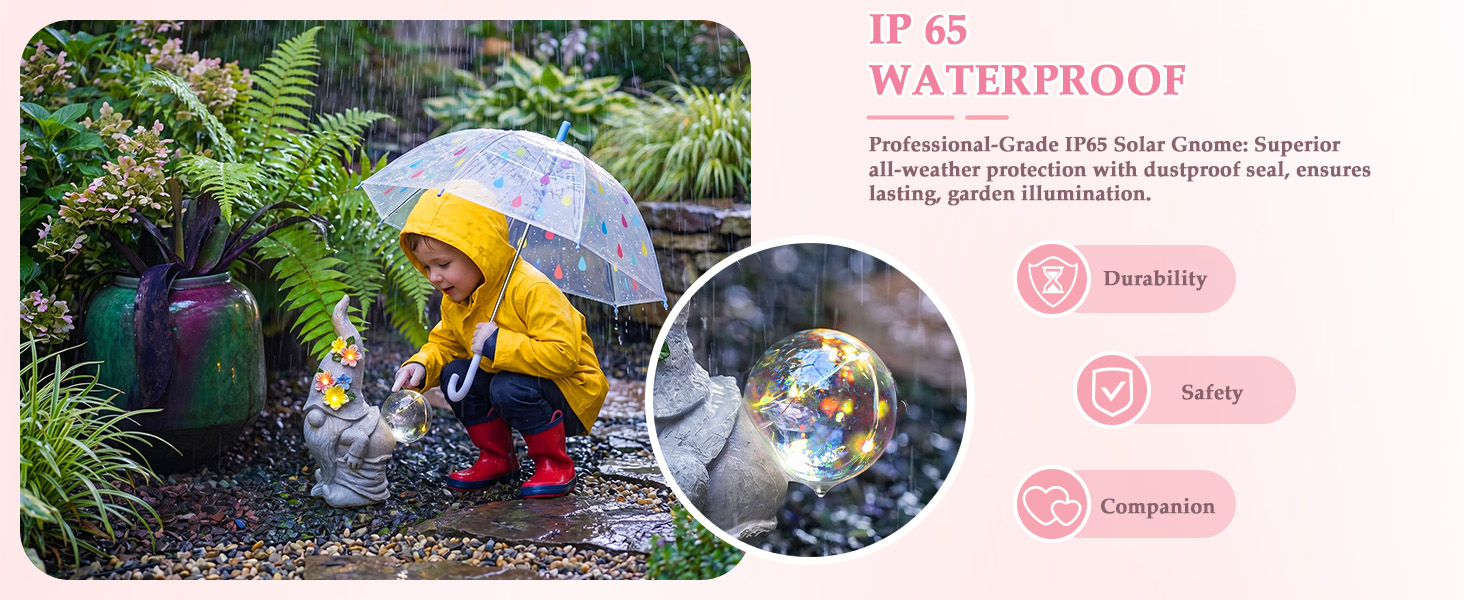 IP 65
WATERPROOF
Professional-Grade IP65 Solar Gnome: Superior
all-weather protection with dustproof seal, ensures
lasting, garden illumination.
Durability
Safety
Companion